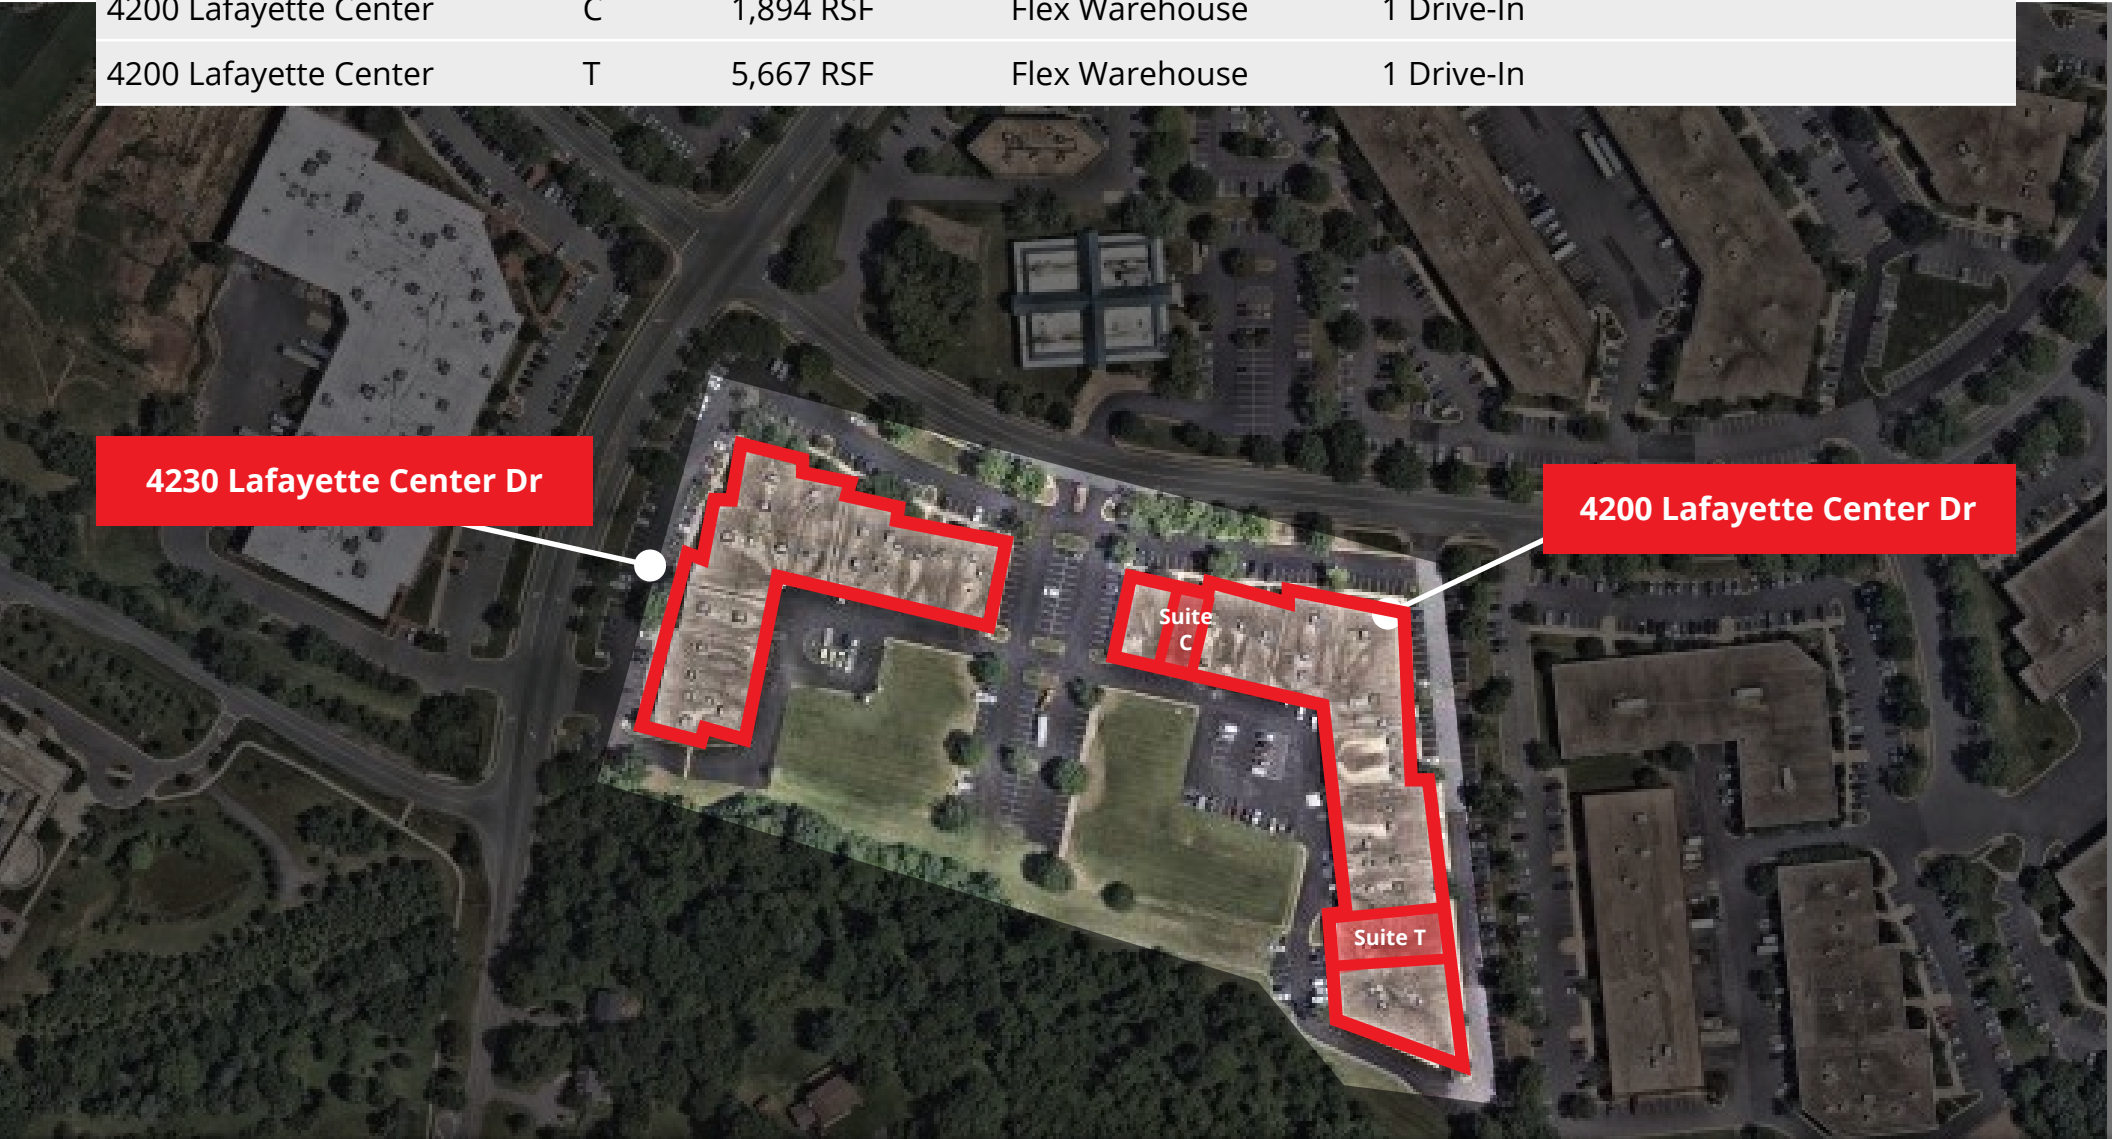 4200 Lafayette Center C 1,894 RSF Flex Warehouse 1 Drive-In
4200 Lafayette Center T 5,667 RSF Flex Warehouse 1 Drive-In
4230 Lafayette Center Dr
4200 Lafayette Center Dr
Suite
C
Suite T